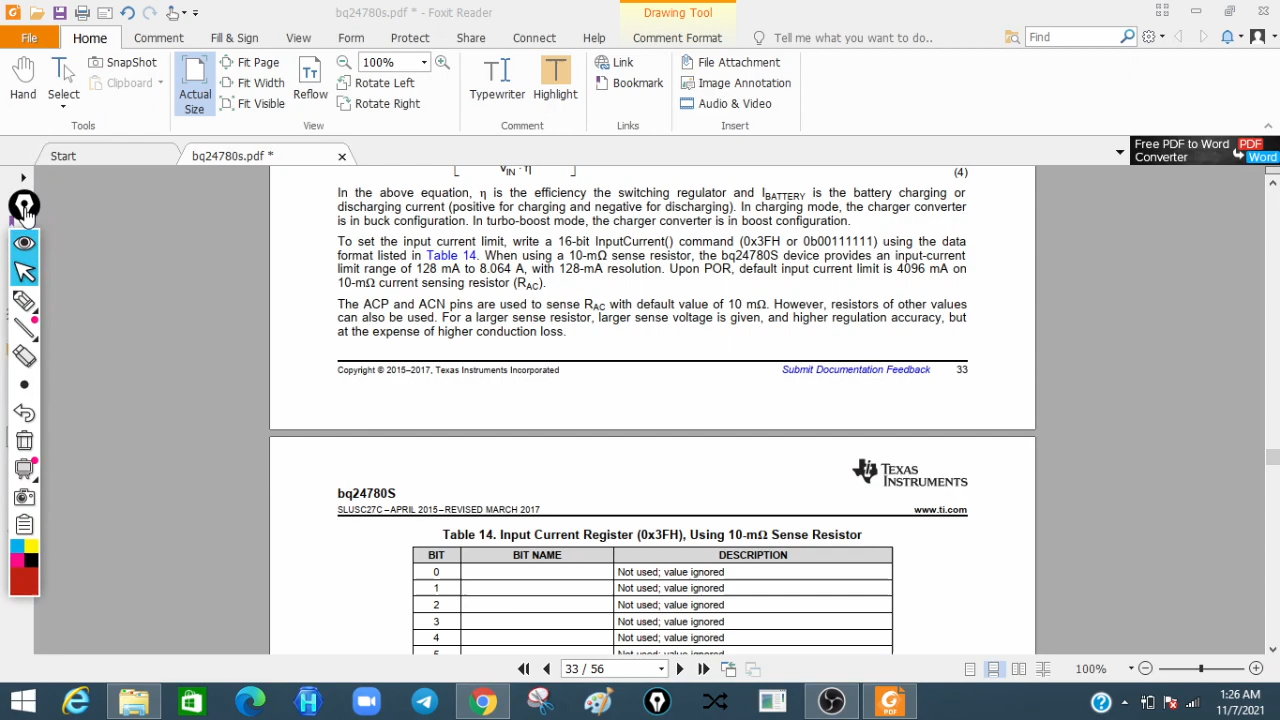 bq24780s.pdf * - Foxit Reader
Drawing Tool
File
Home
Comment
Fill & Sign
View
Form
Protect
Share
Connect
Help
Comment Format
Tell me what you want to do..
Find
Hand
Select
SnapShot
Clipboard
Tools
Actual
Size
Fit Page
Fit Width
Fit Visible
Reflow
100%
Rotate Left
Rotate Right
View
Typewriter
Highlight
Comment
Link
Bookmark
Links
File Attachment
Image Annotation
Audio & Video
Insert
Start
bq24780s.pdf *
Free PDF to Word
Converter
PDF
Word
VIN · η
(4)
In the above equation, η is the efficiency the switching regulator and IBATTERY is the battery charging or
discharging current (positive for charging and negative for discharging). In charging mode, the charger converter
is in buck configuration. In turbo-boost mode, the charger converter is in boost configuration.
To set the input current limit, write a 16-bit InputCurrent() command (0x3FH or 0b00111111) using the data
format listed in Table 14. When using a 10-mΩ sense resistor, the bq24780S device provides an input-current
limit range of 128 mA to 8.064 A, with 128-mA resolution. Upon POR, default input current limit is 4096 mA on
10-mΩ current sensing resistor (RAC).
The ACP and ACN pins are used to sense RAC with default value of 10 mΩ. However, resistors of other values
can also be used. For a larger sense resistor, larger sense voltage is given, and higher regulation accuracy, but
at the expense of higher conduction loss.
Copyright © 2015–2017, Texas Instruments Incorporated
Submit Documentation Feedback
33
TEXAS
INSTRUMENTS
bq24780S
SLUSC27C –APRIL 2015–REVISED MARCH 2017
www.ti.com
Table 14. Input Current Register (0x3FH), Using 10-mΩ Sense Resistor
BIT BIT NAME DESCRIPTION
0 Not used; value ignored
1 Not used; value ignored
2 Not used; value ignored
3 Not used; value ignored
4 Not used; value ignored
5 Not used; value ignored
33 / 56
100%
1:26 AM
11/7/2021